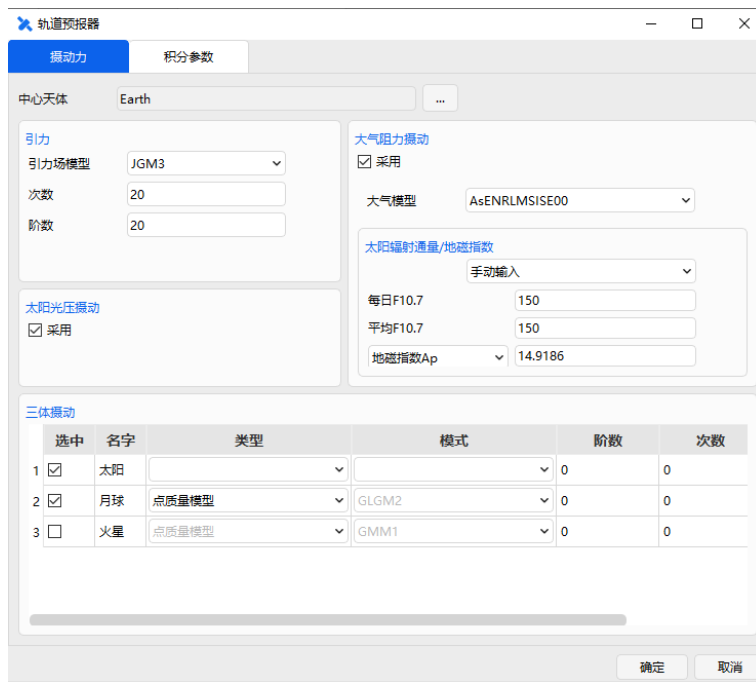 轨道预报器
摄动力 积分参数
中心天体 Earth ...
引力
引力场模型 JGM3
次数 20
阶数 20
太阳光压摄动
采用
大气阻力摄动
采用
大气模型 AsENRLMSISE00
太阳辐射通量/地磁指数
手动输入
每日F10.7 150
平均F10.7 150
地磁指数Ap 14.9186
三体摄动
选中 名字 类型 模式 阶数 次数
1 太阳 0 0
2 月球 点质量模型 GLGM2 0 0
3 火星 点质量模型 GMM1 0 0
确定 取消